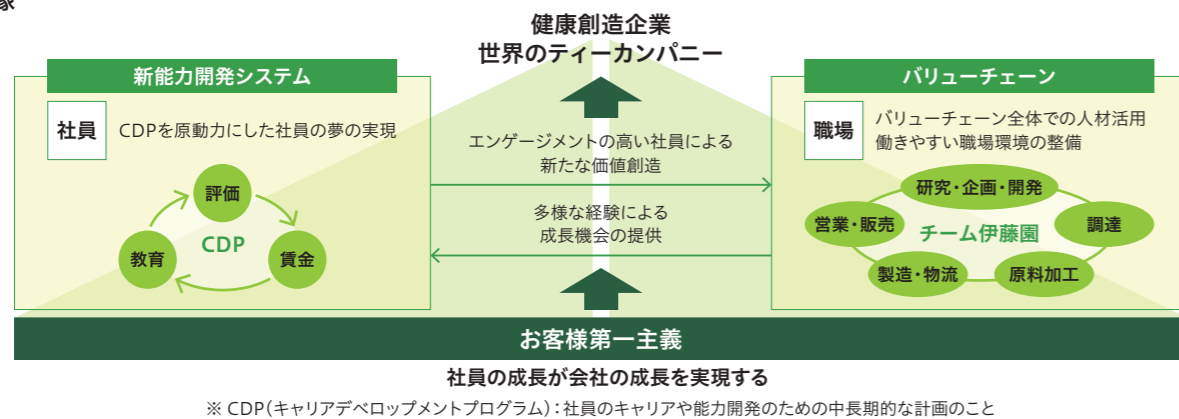 健康創造企業
世界のティーカンパニー
新能力開発システム
社員
CDPを原動力にした社員の夢の実現
評価
CDP
教育
賃金
エンゲージメントの高い社員による
新たな価値創造
多様な経験による
成長機会の提供
バリューチェーン
職場
バリューチェーン全体での人材活用
働きやすい職場環境の整備
研究・企画・開発
営業・販売
チーム伊藤園
調達
製造・物流
原料加工
お客様第一主義
社員の成長が会社の成長を実現する
※ CDP（キャリアデベロップメントプログラム）：社員のキャリアや能力開発のための中長期的な計画のこと